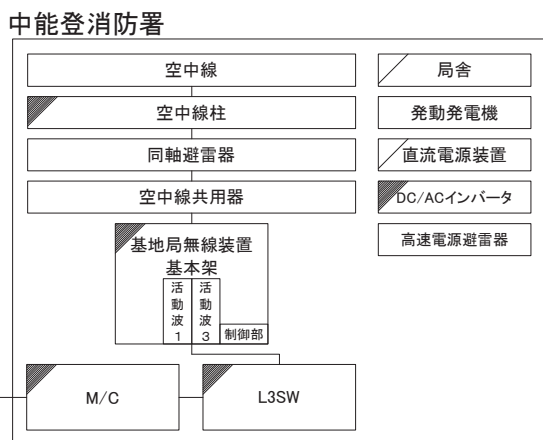 中能登消防署
空中線
空中線柱
同軸避雷器
空中線共用器
基地局無線装置
基本架
活動波1
活動波3
制御部
M/C
L3SW
局舎
発動発電機
直流電源装置
DC/ACインバータ
高速電源避雷器